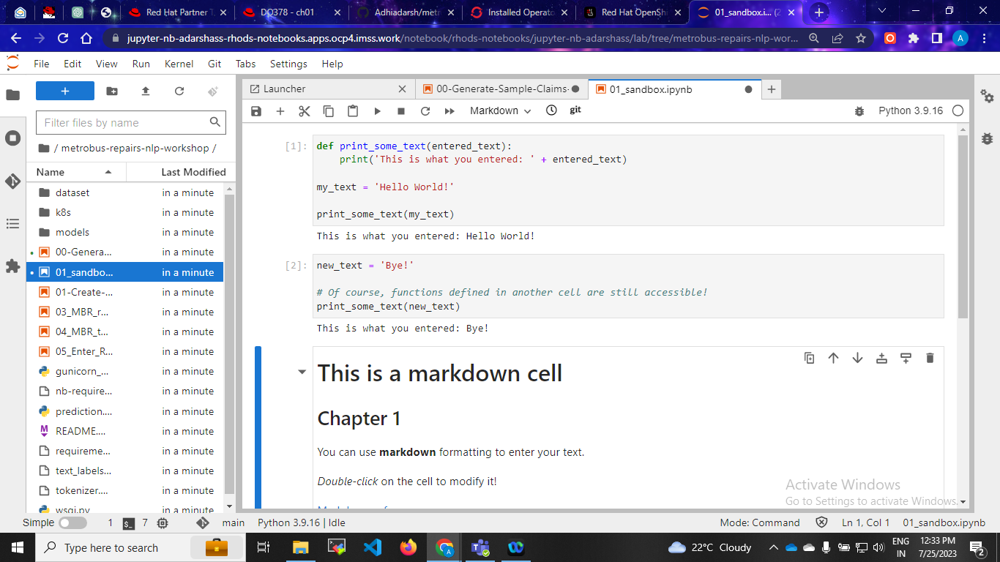 Red Hat Partner T
DO378 - ch01
Adhiadarsh/metr
Installed Operato
Red Hat OpenShi
01_sandbox.i... (2
jupyter-nb-adarshass-rhods-notebooks.apps.ocp4.imss.work/notebook/rhods-notebooks/jupyter-nb-adarshass/lab/tree/metrobus-repairs-nlp-wor...
A
File Edit View Run Kernel Git Tabs Settings Help
Filter files by name
/ metrobus-repairs-nlp-workshop /
Name Last Modified
dataset in a minute
k8s in a minute
models in a minute
00-Genera... in a minute
01_sandbo... in a minute
01-Create-... in a minute
03_MBR_r... in a minute
04_MBR_t... in a minute
05_Enter_R... in a minute
gunicorn_... in a minute
nb-require... in a minute
prediction.... in a minute
README.... in a minute
requireme... in a minute
text_labels... in a minute
tokenizer.... in a minute
wsgi.py in a minute
Launcher
00-Generate-Sample-Claims-
01_sandbox.ipynb
Markdown git Python 3.9.16
[1]: def print_some_text(entered_text):
print('This is what you entered: ' + entered_text)
my_text = 'Hello World!'
print_some_text(my_text)
This is what you entered: Hello World!
[2]: new_text = 'Bye!'
# Of course, functions defined in another cell are still accessible!
print_some_text(new_text)
This is what you entered: Bye!
This is a markdown cell
Chapter 1
You can use markdown formatting to enter your text.
Double-click on the cell to modify it!
Activate Windows
Go to Settings to activate Windows.
Simple 1 $_ 7 main Python 3.9.16 | Idle Mode: Command Ln 1, Col 1 01_sandbox.ipynb
Type here to search
22°C Cloudy
ENG
IN
12:33 PM
7/25/2023
2